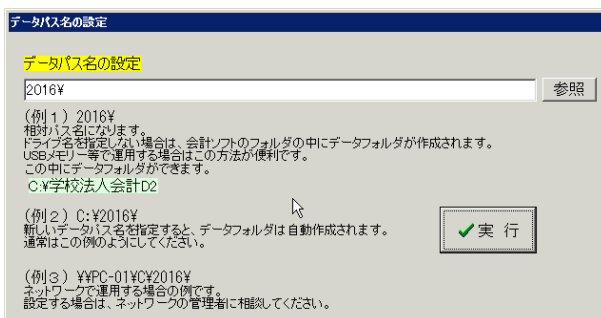 データパス名の設定
データパス名の設定
2016¥
参照
(例１) 2016¥
相対パス名になります。
ドライブ名を指定しない場合は、会計ソフトのフォルダの中にデータフォルダが作成されます。
USBメモリー等で運用する場合はこの方法が便利です。
この中にデータフォルダができます。
C:¥学校法人会計D2
(例２) C:¥2016¥
新しいデータパス名を指定すると、データフォルダは自動作成されます。
通常はこの例のようにしてください。
実 行
(例３) ¥¥PC-01¥C¥2016¥
ネットワークで運用する場合の例です。
設定する場合は、ネットワークの管理者に相談してください。